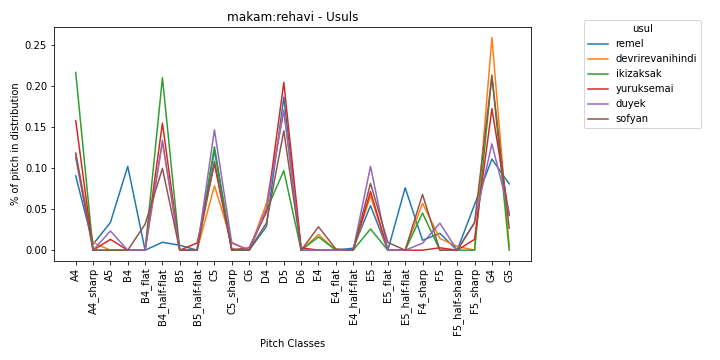 makam:rehavi - Usuls
% of pitch in distribution
0.25
0.20
0.15
0.10
0.05
0.00
A4
A4_sharp
A5
B4
B4_flat
B4_half-flat
B5
B5_half-flat
C5
C5_sharp
C6
D4
D5
D6
E4
E4_flat
E4_half-flat
E5
E5_flat
E5_half-flat
F4_sharp
F5
F5_half-sharp
F5_sharp
G4
G5
Pitch Classes
usul
remel
devrirevanihindi
ikizaksak
yuruksemai
duyek
sofyan